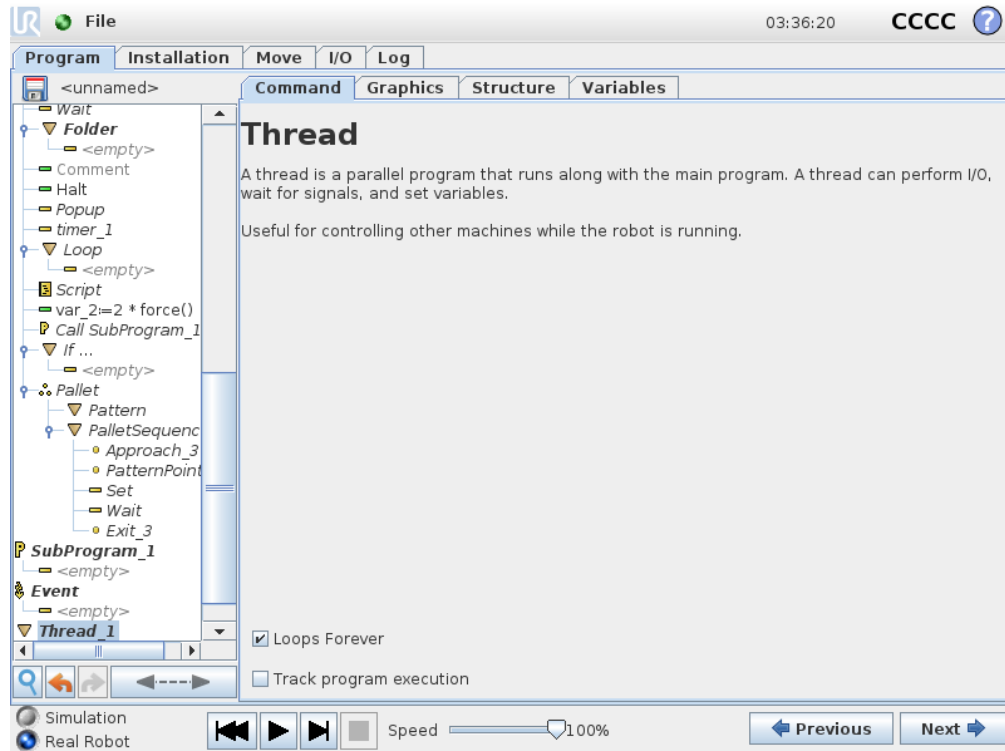 UR File 03:36:20 CCCC ?
Program Installation Move I/O Log
<unnamed>
Command Graphics Structure Variables
Wait
Folder
<empty>
Comment
Halt
Popup
timer_1
Loop
<empty>
Script
var_2:=2 * force()
P Call SubProgram_1
If ...
<empty>
Pallet
Pattern
PalletSequenc
Approach_3
PatternPoint
Set
Wait
Exit_3
P SubProgram_1
<empty>
Event
<empty>
Thread_1
Thread
A thread is a parallel program that runs along with the main program. A thread can perform I/O,
wait for signals, and set variables.
Useful for controlling other machines while the robot is running.
Loops Forever
Track program execution
Simulation
Real Robot
Speed 100%
Previous Next